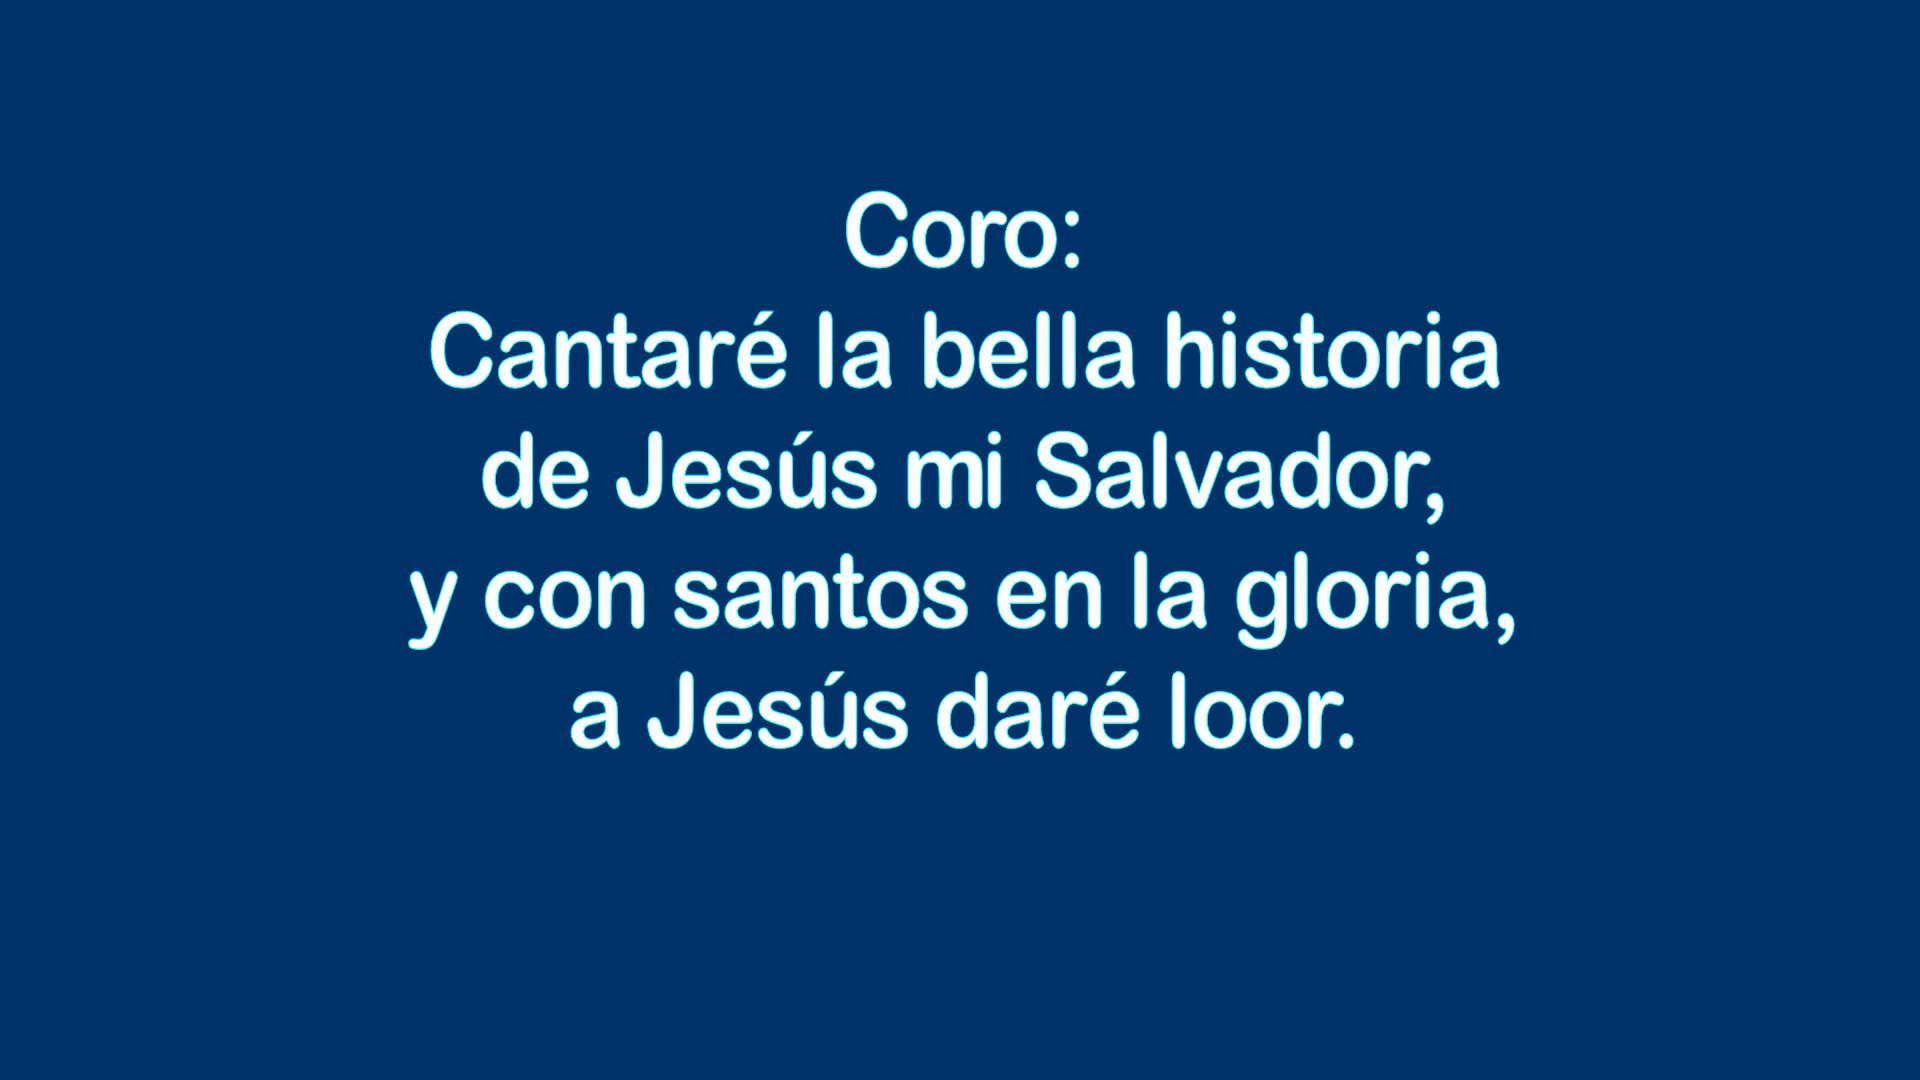 Coro:
Cantaré la bella historia
de Jesús mi Salvador,
y con santos en la gloria,
a Jesús daré loor.